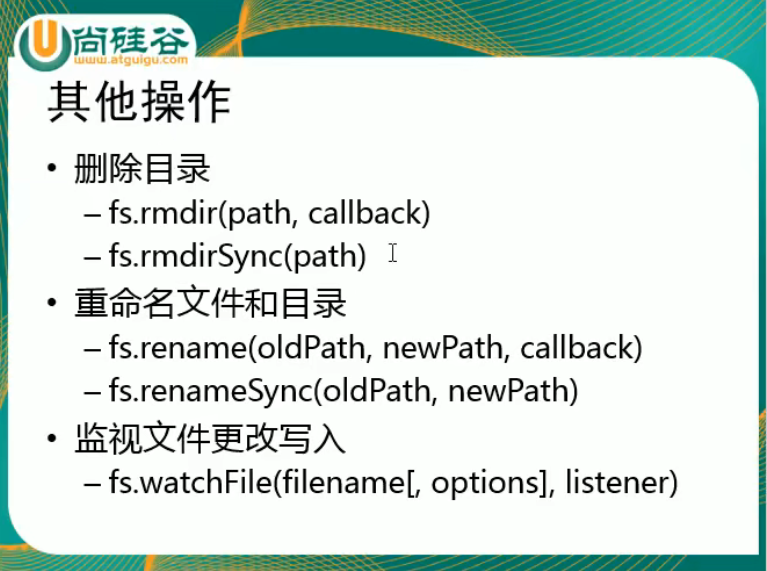 尚硅谷
www.atguigu.com
其他操作
• 删除目录
– fs.rmdir(path, callback)
– fs.rmdirSync(path)
• 重命名文件和目录
– fs.rename(oldPath, newPath, callback)
– fs.renameSync(oldPath, newPath)
• 监视文件更改写入
– fs.watchFile(filename[, options], listener)